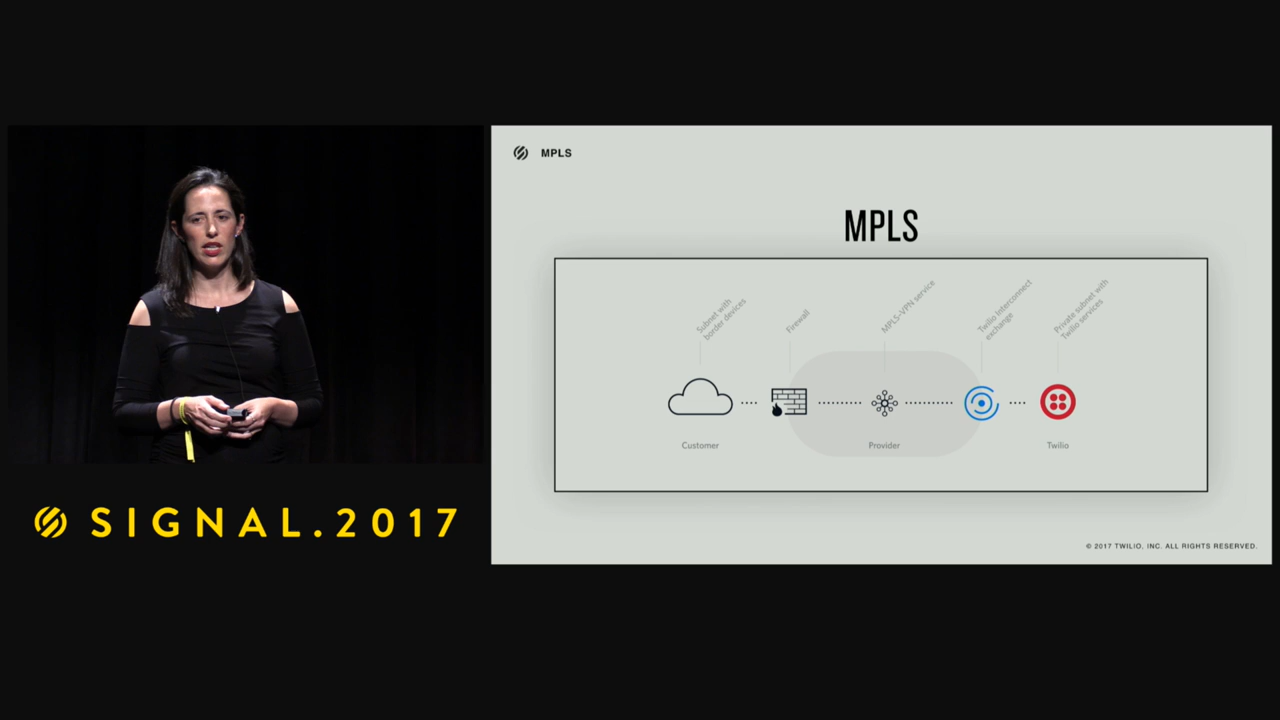 MPLS
MPLS
Subnet with
border devices
Firewall
MPLS-VPN service
Twilio Interconnect
exchange
Private subnet with
Twilio services
Customer
Provider
Twilio
SIGNAL.2017
© 2017 TWILIO, INC. ALL RIGHTS RESERVED.